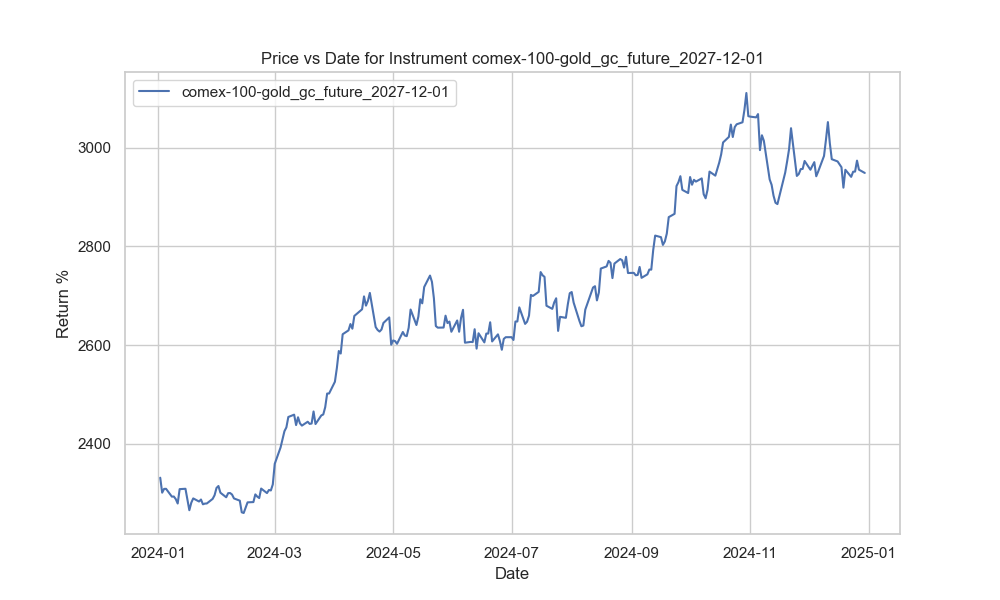 Price vs Date for Instrument comex-100-gold_gc_future_2027-12-01
comex-100-gold_gc_future_2027-12-01
Return %
3000
2800
2600
2400
2024-01 2024-03 2024-05 2024-07 2024-09 2024-11 2025-01
Date